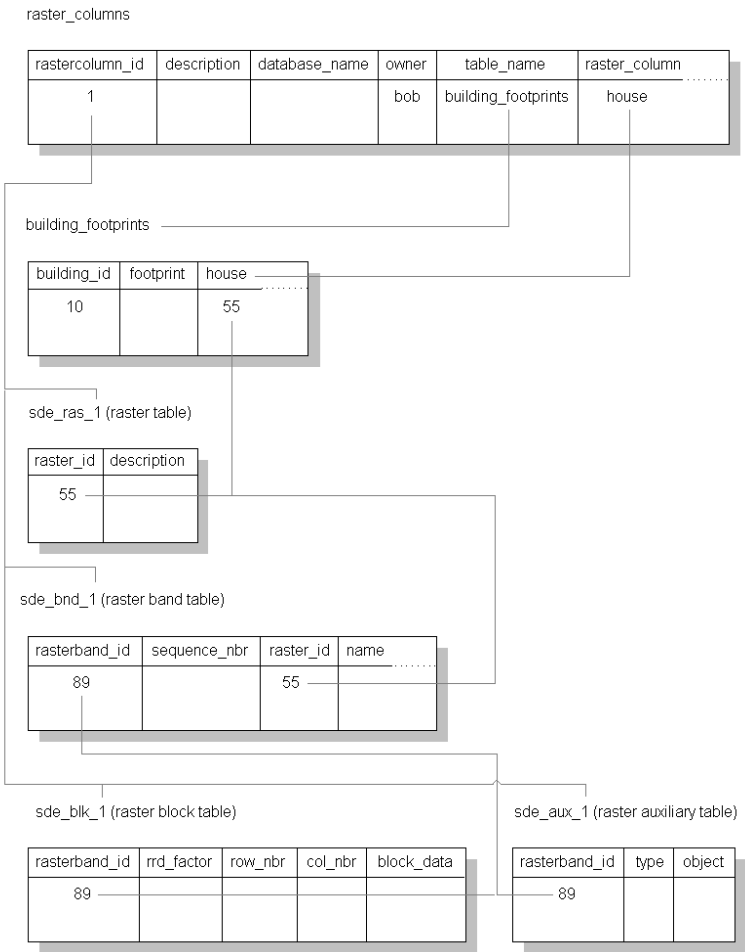 raster_columns
rastercolumn_id description database_name owner table_name raster_column
1 bob building_footprints house
building_footprints
building_id footprint house
10 55
sde_ras_1 (raster table)
raster_id description
55
sde_bnd_1 (raster band table)
rasterband_id sequence_nbr raster_id name
89 55
sde_blk_1 (raster block table) sde_aux_1 (raster auxiliary table)
rasterband_id rrd_factor row_nbr col_nbr block_data rasterband_id type object
89 89